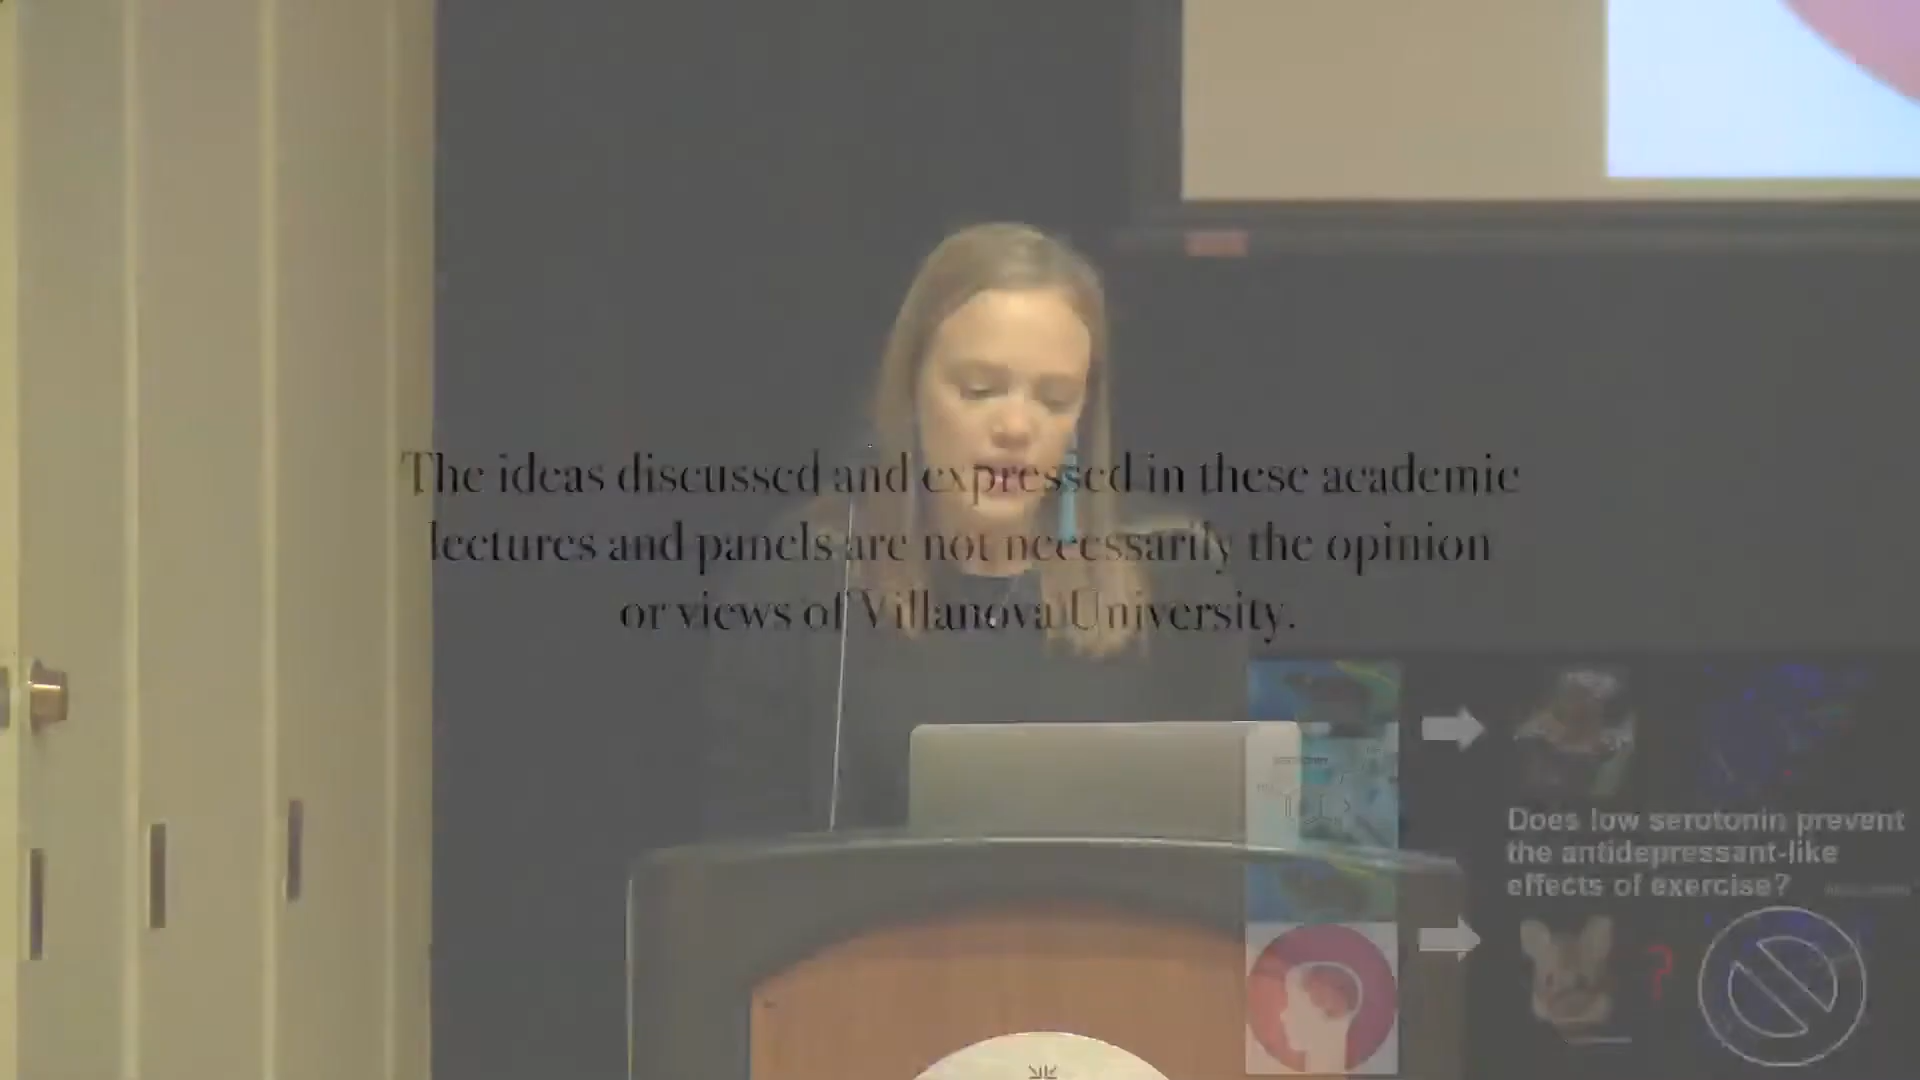 The ideas discussed and expressed in these academic
lectures and panels are not necessarily the opinion
or views of Villanova University.
Does low serotonin prevent
the antidepressant-like
effects of exercise?
?